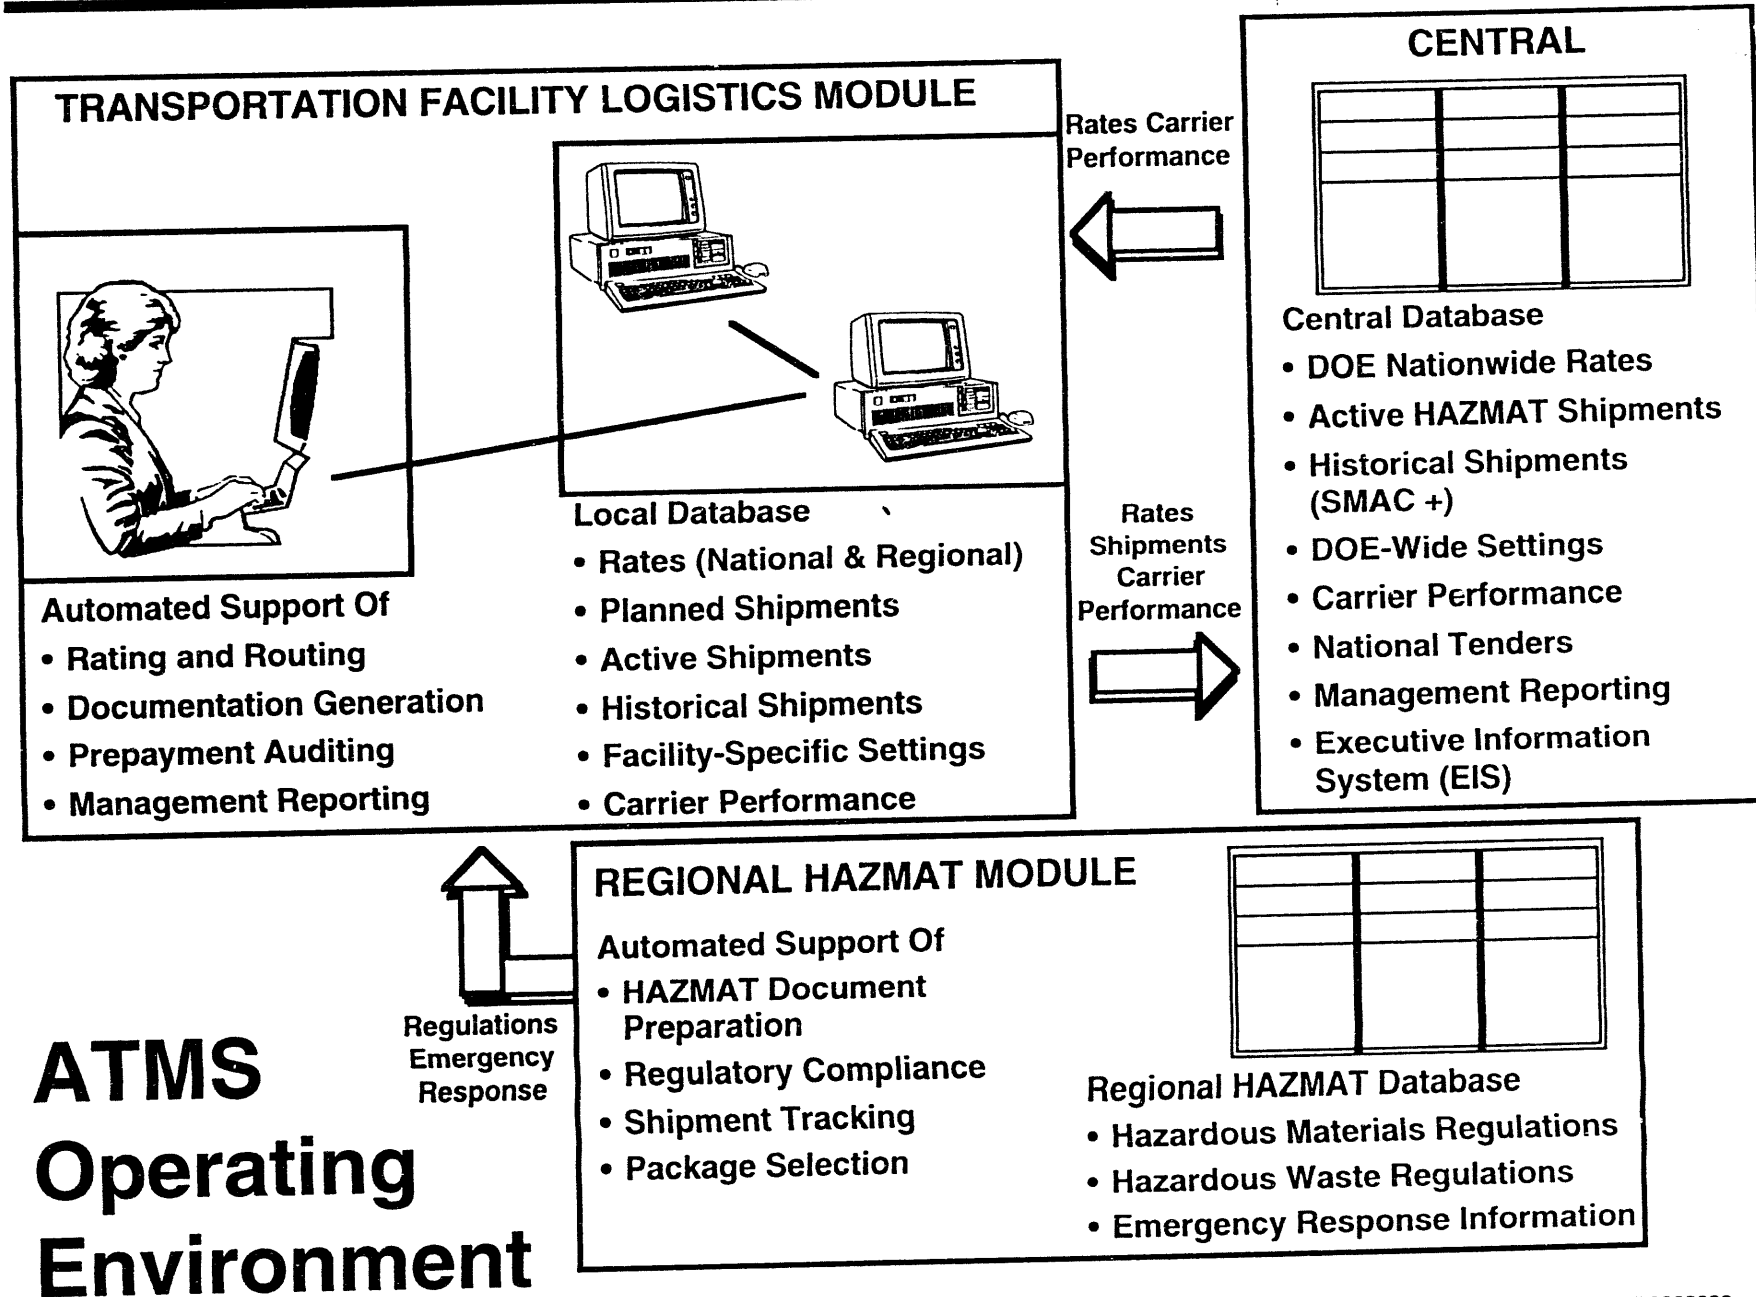 TRANSPORTATION FACILITY LOGISTICS MODULE
Automated Support Of
• Rating and Routing
• Documentation Generation
• Prepayment Auditing
• Management Reporting
Local Database
• Rates (National & Regional)
• Planned Shipments
• Active Shipments
• Historical Shipments
• Facility-Specific Settings
• Carrier Performance
Rates Carrier
Performance
Rates
Shipments
Carrier
Performance
CENTRAL
Central Database
• DOE Nationwide Rates
• Active HAZMAT Shipments
• Historical Shipments
(SMAC +)
• DOE-Wide Settings
• Carrier Performance
• National Tenders
• Management Reporting
• Executive Information
System (EIS)
Regulations
Emergency
Response
REGIONAL HAZMAT MODULE
Automated Support Of
• HAZMAT Document
Preparation
• Regulatory Compliance
• Shipment Tracking
• Package Selection
Regional HAZMAT Database
• Hazardous Materials Regulations
• Hazardous Waste Regulations
• Emergency Response Information
ATMS
Operating
Environment